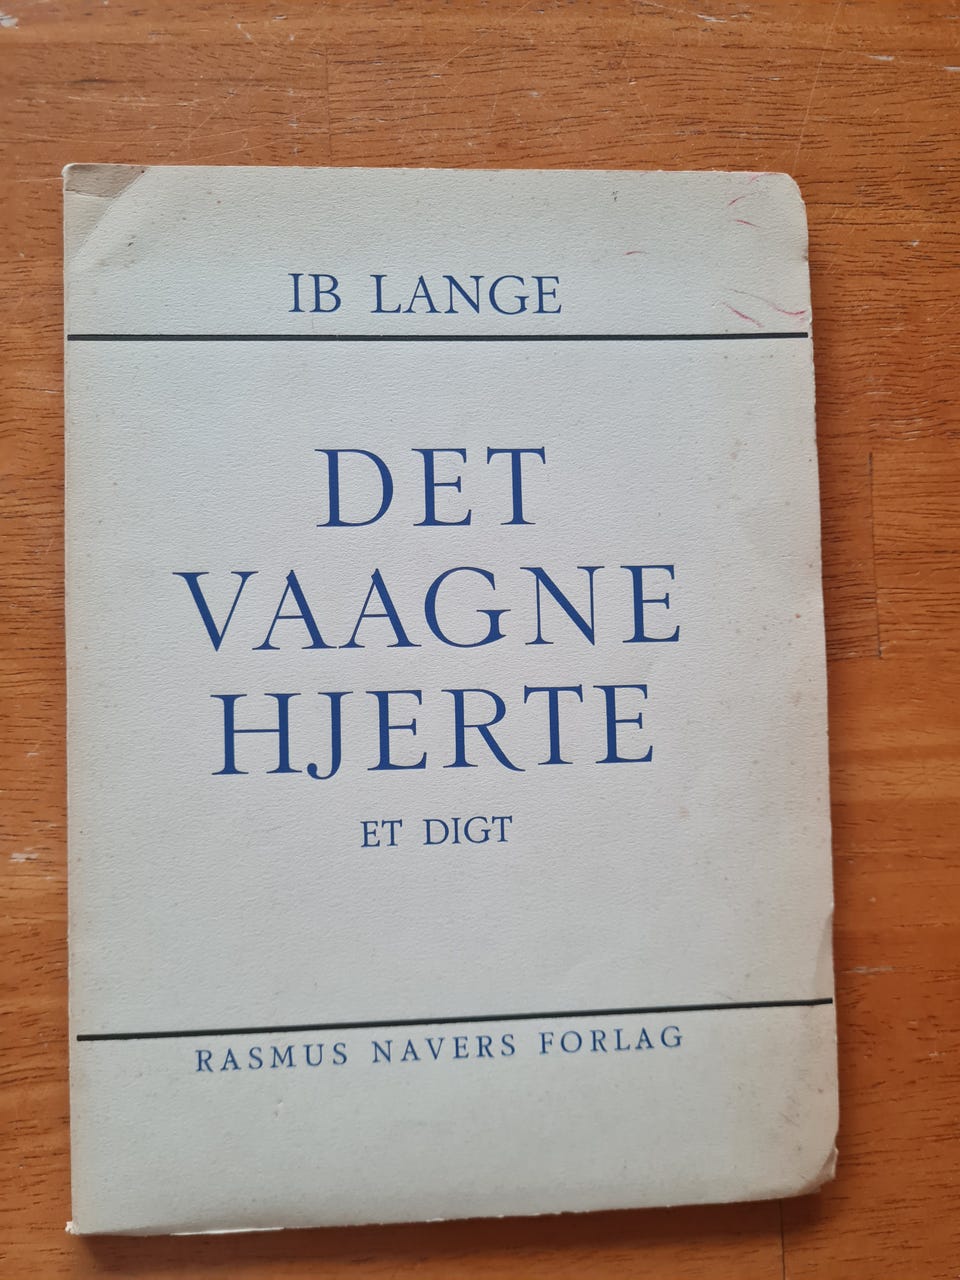 IB LANGE
DET
VAAGNE
HJERTE
ET DIGT
RASMUS NAVERS FORLAG